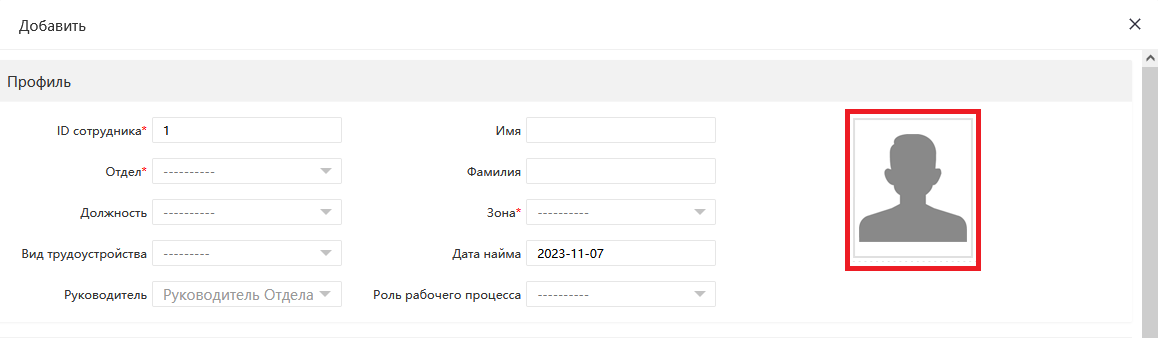 Добавить
Профиль
ID сотрудника* 1 Имя
Отдел* ---------- Фамилия
Должность ---------- Зона* ----------
Вид трудоустройства --------- Дата найма 2023-11-07
Руководитель Руководитель Отдела Роль рабочего процесса ----------